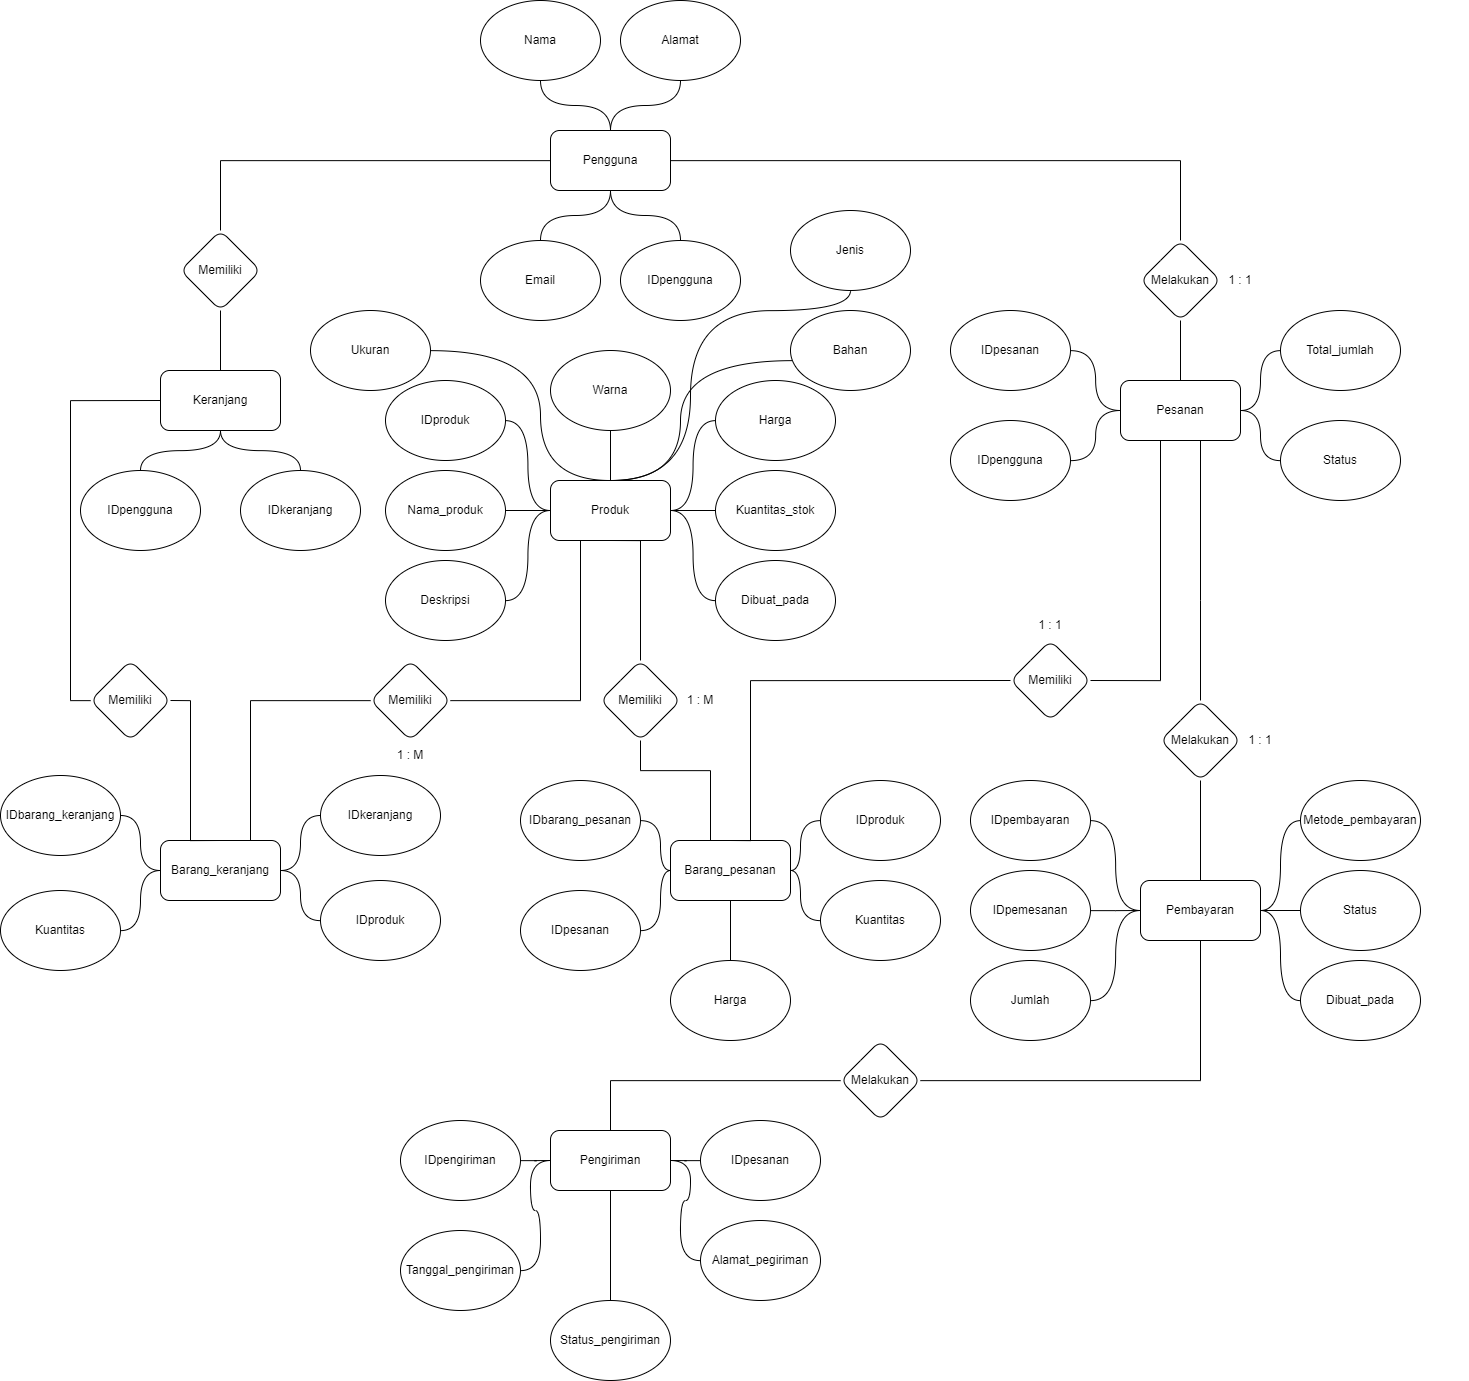 Nama
Alamat
Pengguna
Email
IDpengguna
Jenis
Memiliki
Melakukan
1 : 1
Ukuran
Warna
Bahan
IDpesanan
Total_jumlah
Keranjang
IDproduk
Harga
Pesanan
IDpengguna
Status
IDpengguna
IDkeranjang
Nama_produk
Produk
Kuantitas_stok
Deskripsi
Dibuat_pada
1 : 1
Memiliki
Memiliki
Memiliki
Memiliki
1 : M
1 : M
Melakukan
1 : 1
IDbarang_keranjang
IDkeranjang
IDbarang_pesanan
IDproduk
IDpembayaran
Metode_pembayaran
Barang_keranjang
Barang_pesanan
Kuantitas
IDproduk
IDpesanan
Kuantitas
IDpemesanan
Pembayaran
Status
Harga
Jumlah
Dibuat_pada
Melakukan
IDpengiriman
Pengiriman
IDpesanan
Tanggal_pengiriman
Alamat_pegiriman
Status_pengiriman